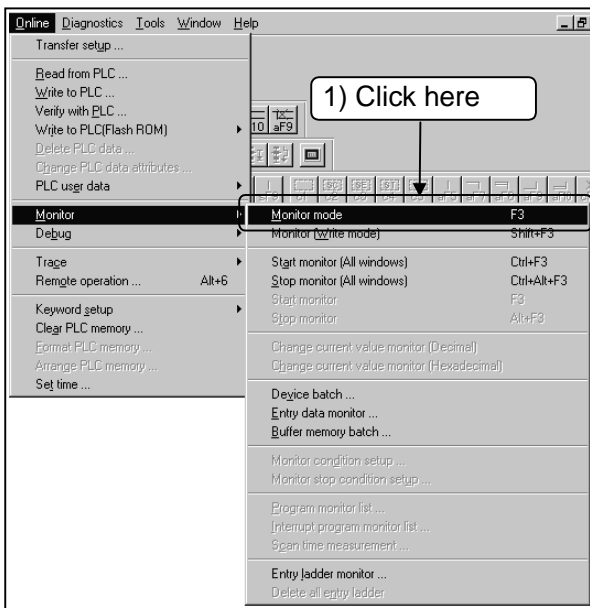 Online Diagnostics Tools Window Help
Transfer setup ...
Read from PLC ...
Write to PLC ...
Verify with PLC ...
Write to PLC(Flash ROM)
Delete PLC data ...
Change PLC data attributes ...
PLC user data
Monitor
Debug
Trace
Remote operation ... Alt+6
Keyword setup
Clear PLC memory ...
Format PLC memory ...
Arrange PLC memory ...
Set time ...
1) Click here
10 aF9
Monitor mode F3
Monitor (Write mode) Shift+F3
Start monitor (All windows) Ctrl+F3
Stop monitor (All windows) Ctrl+Alt+F3
Start monitor F3
Stop monitor Alt+F3
Change current value monitor (Decimal)
Change current value monitor (Hexadecimal)
Device batch ...
Entry data monitor ...
Buffer memory batch ...
Monitor condition setup ...
Monitor stop condition setup ...
Program monitor list ...
Interrupt program monitor list ...
Scan time measurement ...
Entry ladder monitor ...
Delete all entry ladder